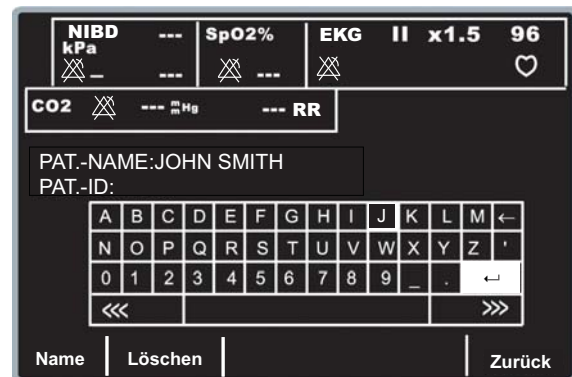 NIBD --- SpO2% EKG II x1.5 96
kPa
– --- ---
CO2 --- mmHg --- RR
PAT.-NAME:JOHN SMITH
PAT.-ID:
A B C D E F G H I J K L M ←
N O P Q R S T U V W X Y Z '
0 1 2 3 4 5 6 7 8 9 _ . ↵
<<< >>>
Name Löschen Zurück